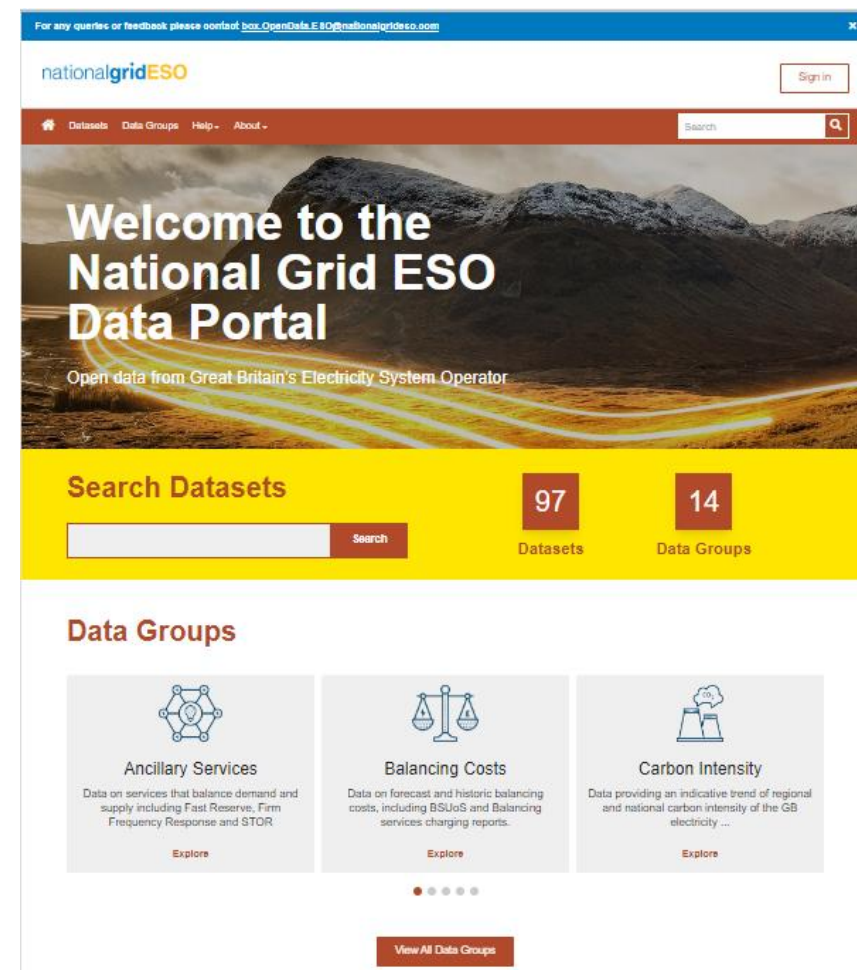 For any queries or feedback please contact box.OpenData.ESO@nationalgrideso.com x
nationalgridESO
Sign in
Datasets Data Groups Help About
Search
Welcome to the
National Grid ESO
Data Portal
Open data from Great Britain's Electricity System Operator
Search Datasets
Search
97
Datasets
14
Data Groups
Data Groups
Ancillary Services
Data on services that balance demand and
supply including Fast Reserve, Firm
Frequency Response and STOR
Explore
Balancing Costs
Data on forecast and historic balancing
costs, including BSUoS and Balancing
services charging reports.
Explore
CO₂
Carbon Intensity
Data providing an indicative trend of regional
and national carbon intensity of the GB
electricity ...
Explore
View All Data Groups